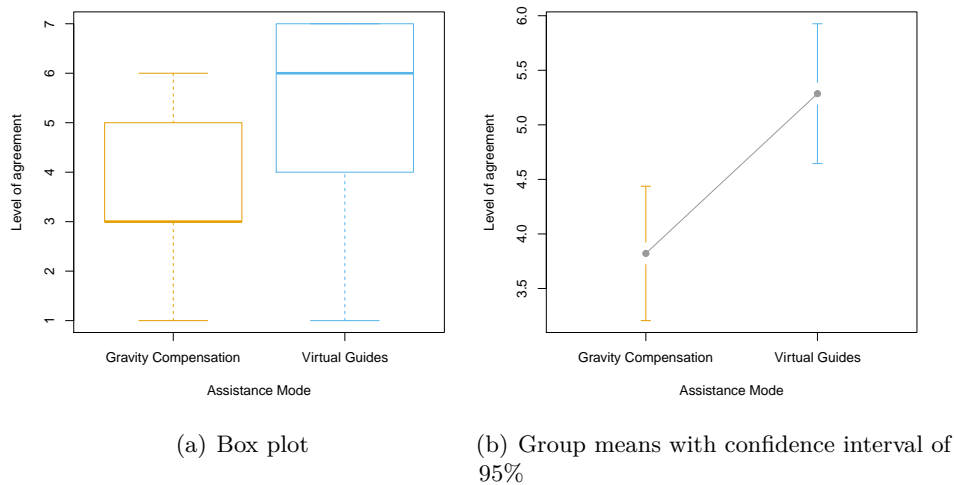 7
6
5
4
3
2
1
Level of agreement
Gravity Compensation
Virtual Guides
Assistance Mode
6.0
5.5
5.0
4.5
4.0
3.5
Level of agreement
Gravity Compensation
Virtual Guides
Assistance Mode
(a) Box plot
(b) Group means with confidence interval of
95%